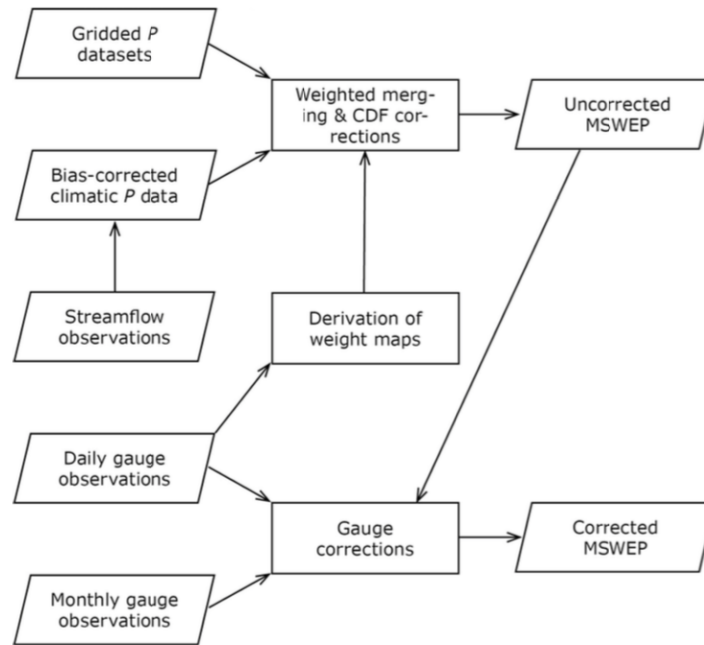 Gridded P
datasets
Weighted merg-
ing & CDF cor-
rections
Uncorrected
MSWEP
Bias-corrected
climatic P data
Streamflow
observations
Derivation of
weight maps
Daily gauge
observations
Gauge
corrections
Corrected
MSWEP
Monthly gauge
observations